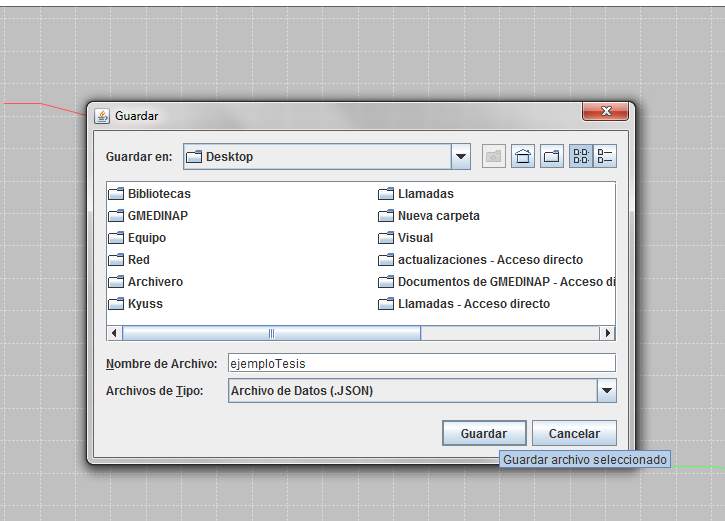 Guardar
Guardar en: Desktop
Bibliotecas
GMEDINAP
Equipo
Red
Archivero
Kyuss
Llamadas
Nueva carpeta
Visual
actualizaciones - Acceso directo
Documentos de GMEDINAP - Acceso di
Llamadas - Acceso directo
Nombre de Archivo: ejemploTesis
Archivos de Tipo: Archivo de Datos (.JSON)
Guardar Cancelar
Guardar archivo seleccionado